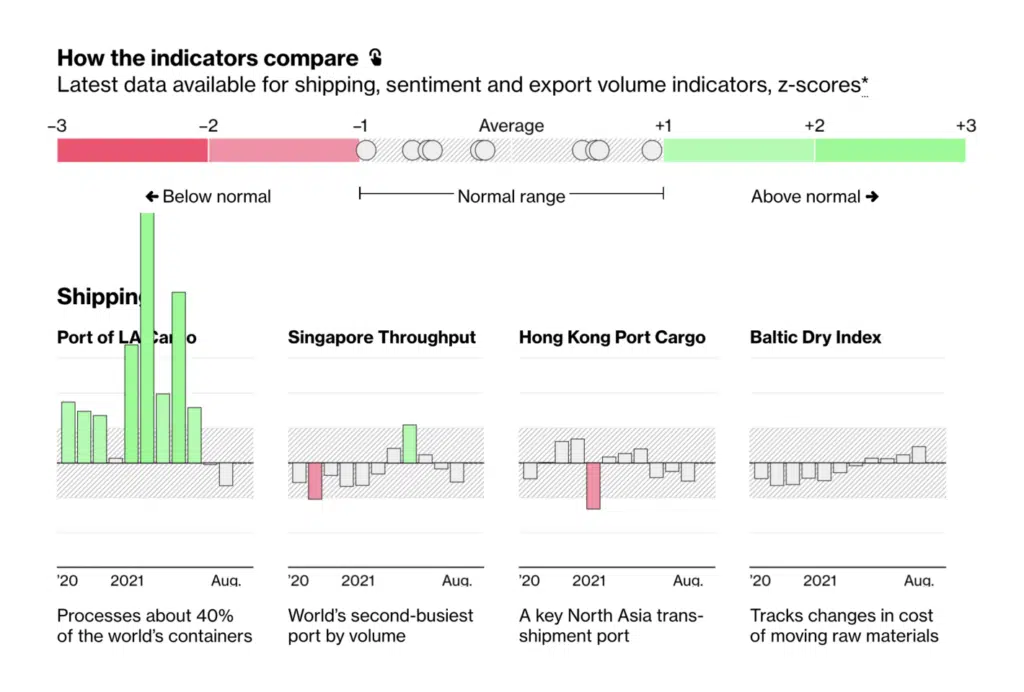 How the indicators compare
Latest data available for shipping, sentiment and export volume indicators, z-scores*
–3 –2 –1 Average +1 +2 +3
← Below normal Normal range Above normal →
Shipping
Port of LA Cargo Singapore Throughput Hong Kong Port Cargo Baltic Dry Index
’20 2021 Aug. ’20 2021 Aug. ’20 2021 Aug. ’20 2021 Aug.
Processes about 40%
of the world’s containers
World’s second-busiest
port by volume
A key North Asia trans-
shipment port
Tracks changes in cost
of moving raw materials